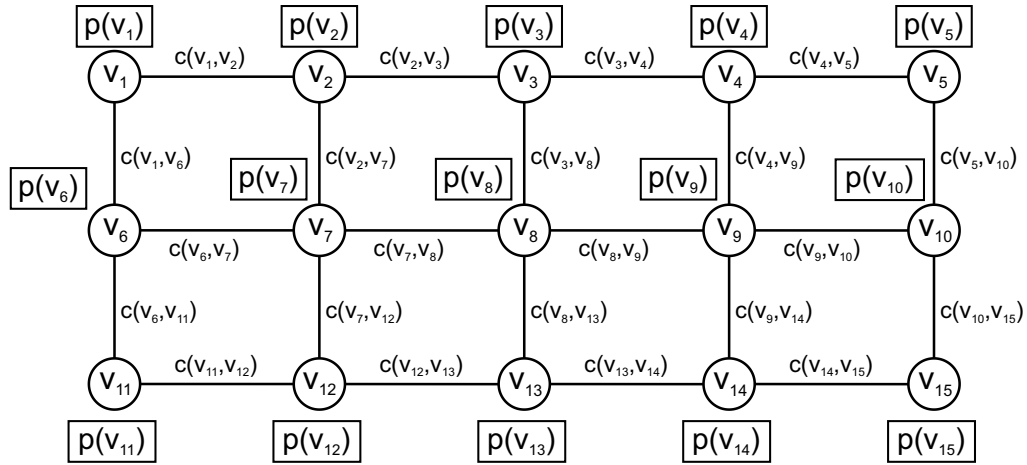 p(v₁) p(v₂) p(v₃) p(v₄) p(v₅)
c(v₁,v₂) c(v₂,v₃) c(v₃,v₄) c(v₄,v₅)
v₁ v₂ v₃ v₄ v₅
c(v₁,v₆) c(v₂,v₇) c(v₃,v₈) c(v₄,v₉) c(v₅,v₁₀)
p(v₆) p(v₇) p(v₈) p(v₉) p(v₁₀)
v₆ v₇ v₈ v₉ v₁₀
c(v₆,v₇) c(v₇,v₈) c(v₈,v₉) c(v₉,v₁₀)
c(v₆,v₁₁) c(v₇,v₁₂) c(v₈,v₁₃) c(v₉,v₁₄) c(v₁₀,v₁₅)
c(v₁₁,v₁₂) c(v₁₂,v₁₃) c(v₁₃,v₁₄) c(v₁₄,v₁₅)
v₁₁ v₁₂ v₁₃ v₁₄ v₁₅
p(v₁₁) p(v₁₂) p(v₁₃) p(v₁₄) p(v₁₅)